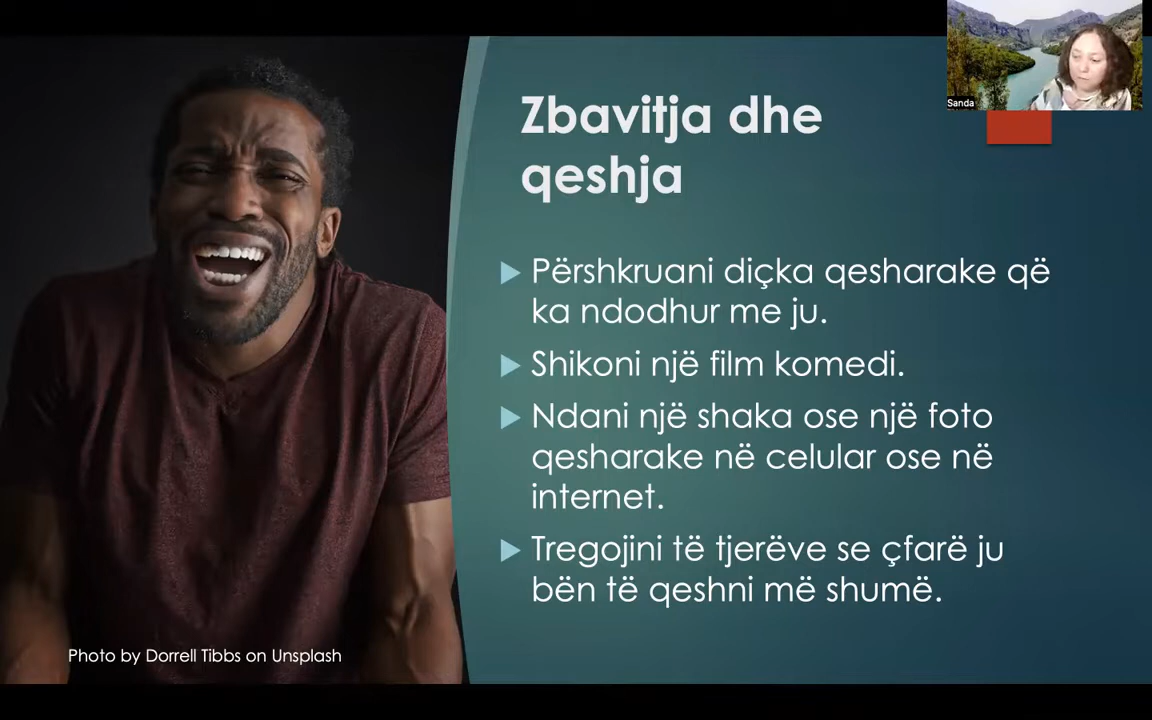 Sanda
Zbavitja dhe
qeshja
Përshkruani diçka qesharake që
ka ndodhur me ju.
Shikoni një film komedi.
Ndani një shaka ose një foto
qesharake në celular ose në
internet.
Tregojini të tjerëve se çfarë ju
bën të qeshni më shumë.
Photo by Dorrell Tibbs on Unsplash